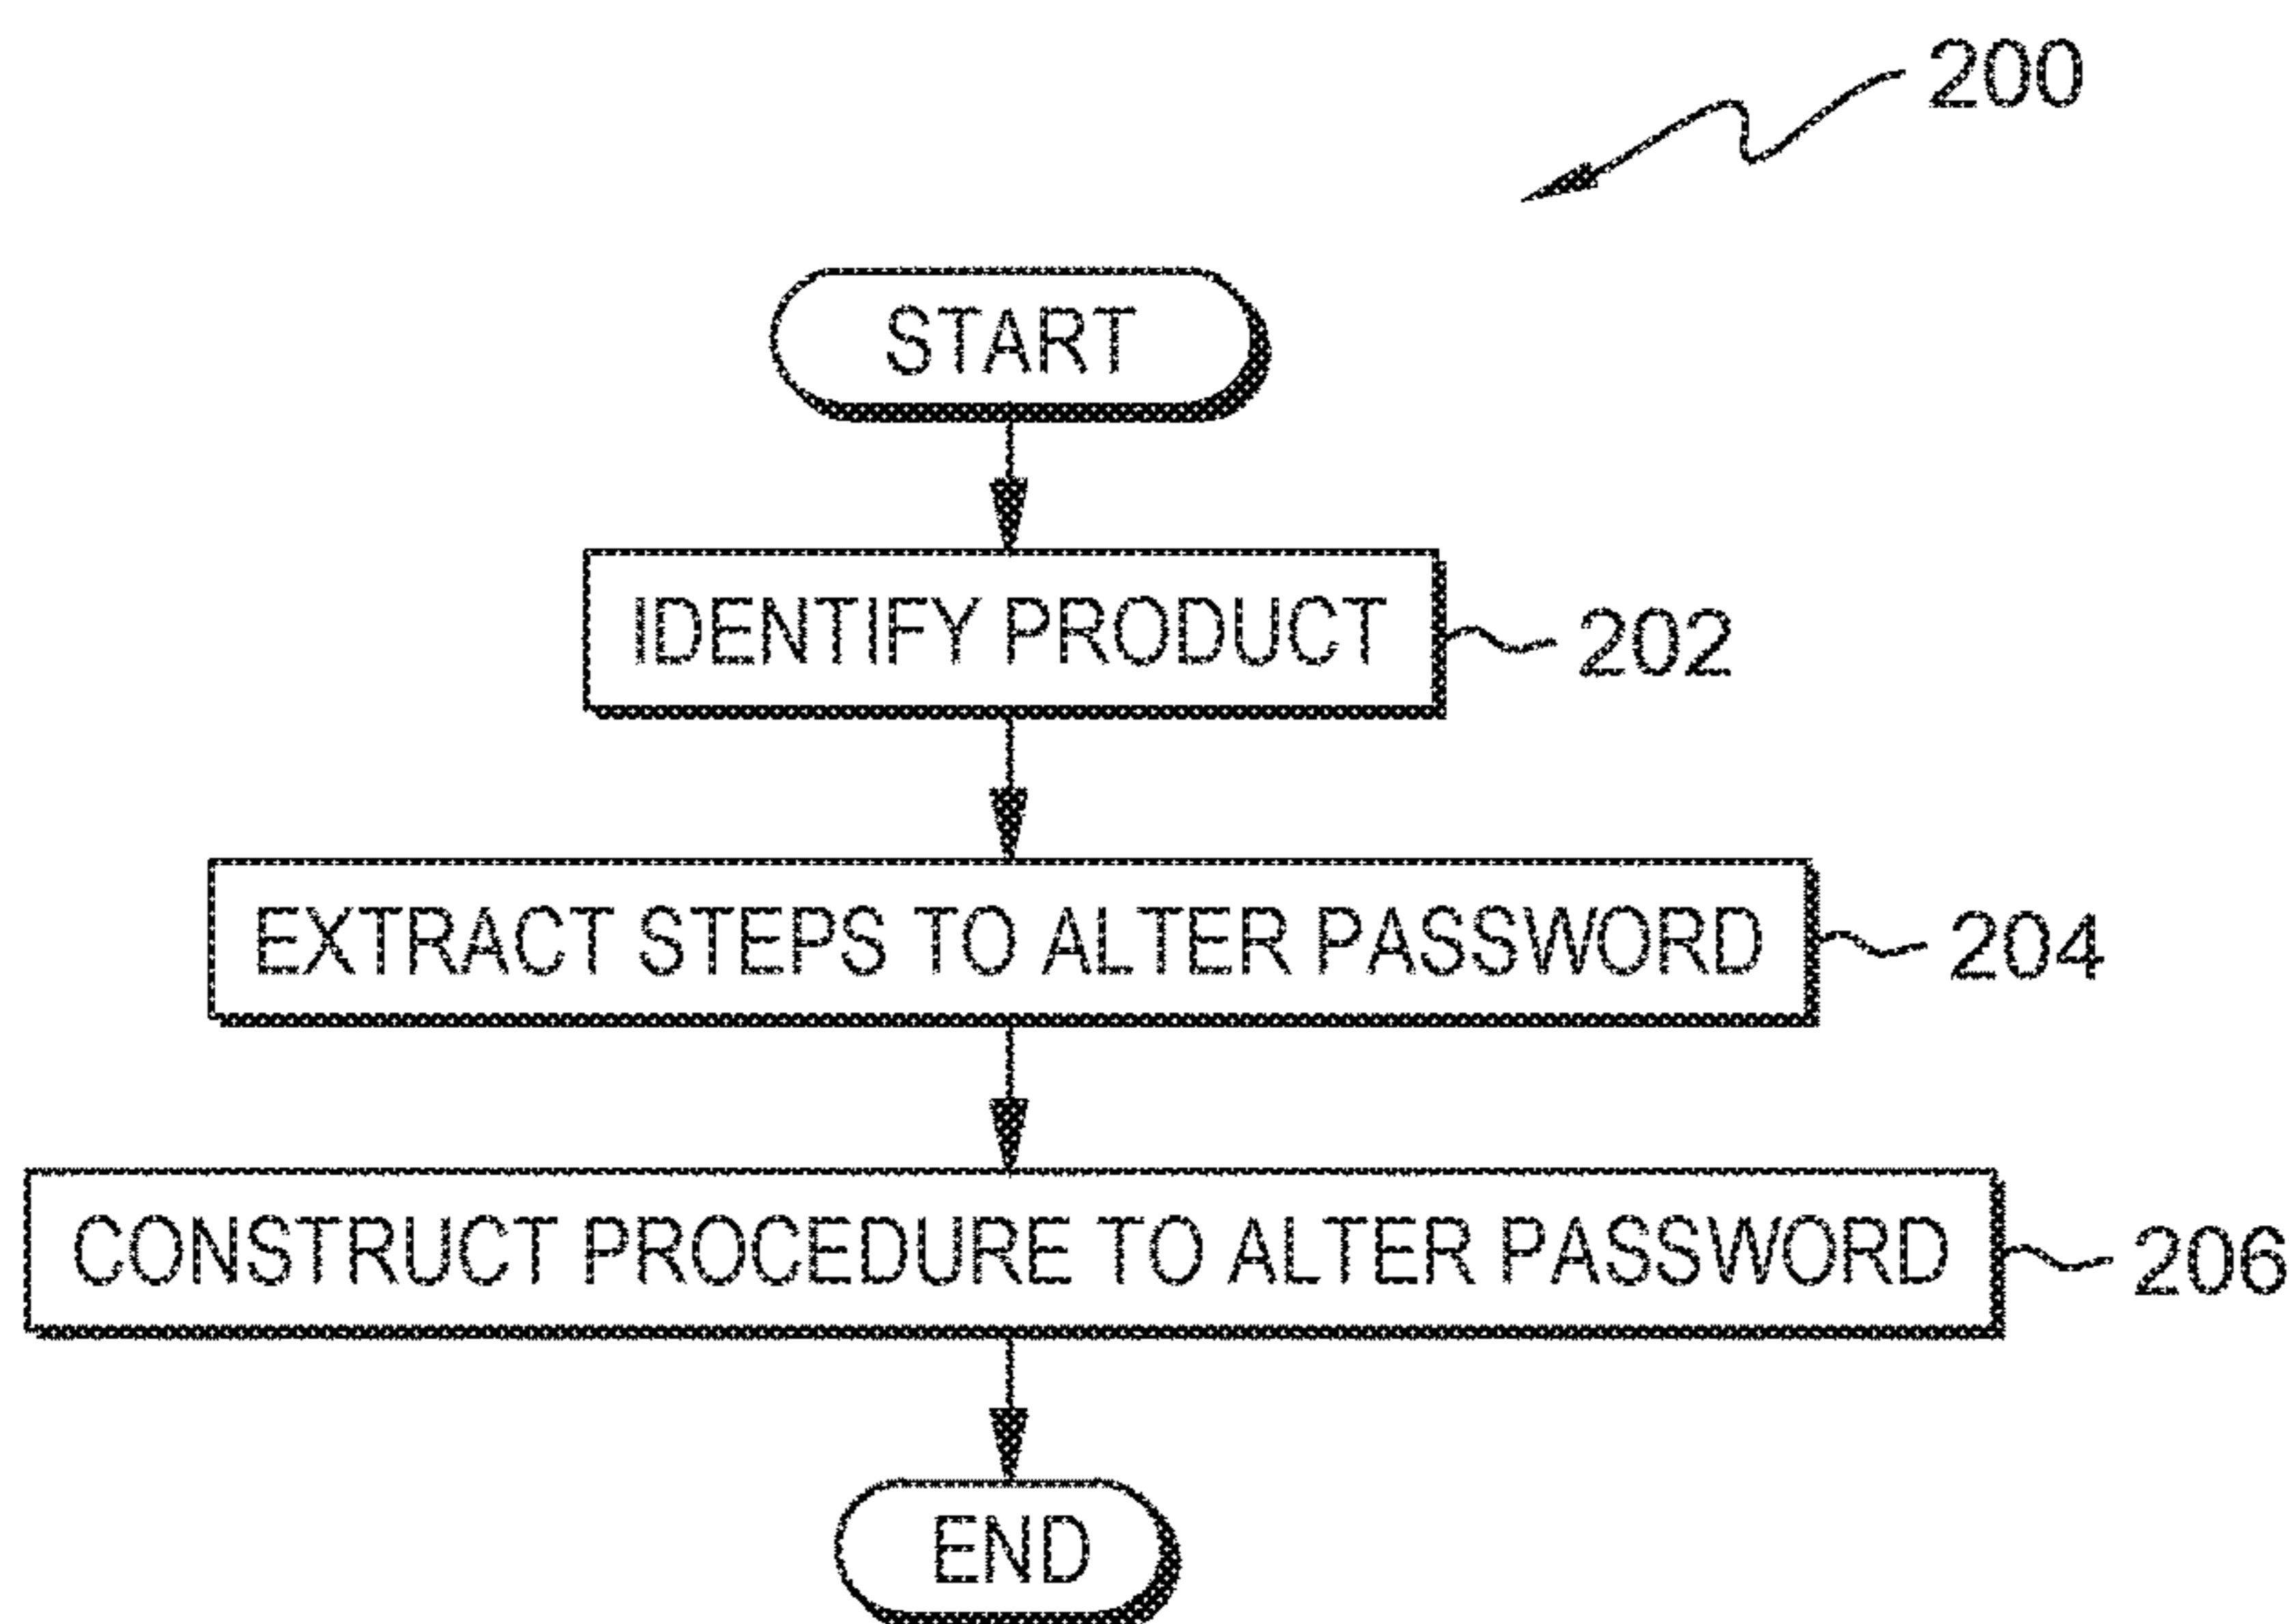 200
START
IDENTIFY PRODUCT
202
EXTRACT STEPS TO ALTER PASSWORD
204
CONSTRUCT PROCEDURE TO ALTER PASSWORD
206
END